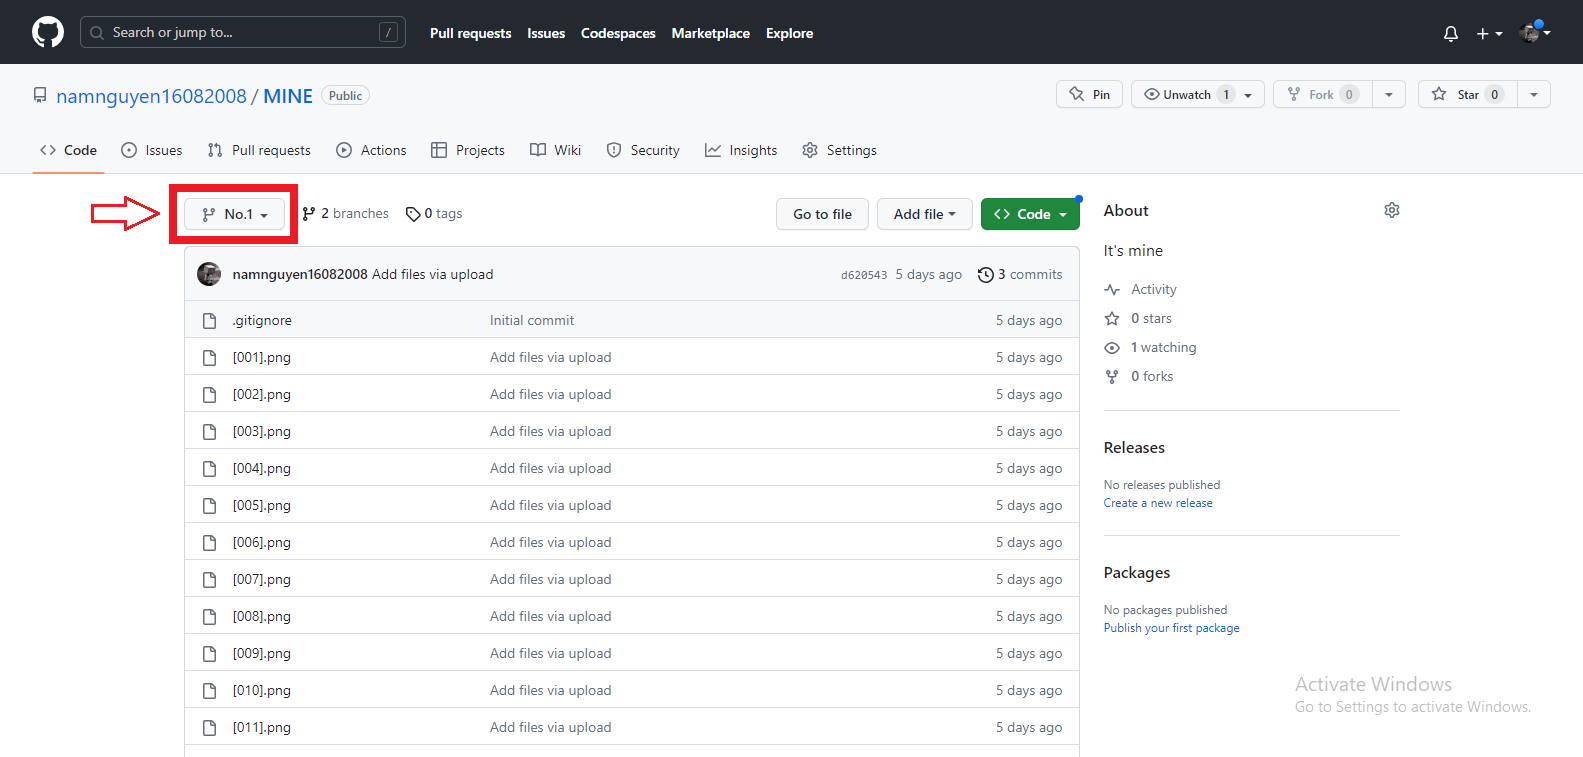 Search or jump to... /
Pull requests Issues Codespaces Marketplace Explore
namnguyen16082008 / MINE Public
Pin Unwatch 1 Fork 0 Star 0
Code Issues Pull requests Actions Projects Wiki Security Insights Settings
No.1 2 branches 0 tags Go to file Add file Code
namnguyen16082008 Add files via upload d620543 5 days ago 3 commits
.gitignore Initial commit 5 days ago
[001].png Add files via upload 5 days ago
[002].png Add files via upload 5 days ago
[003].png Add files via upload 5 days ago
[004].png Add files via upload 5 days ago
[005].png Add files via upload 5 days ago
[006].png Add files via upload 5 days ago
[007].png Add files via upload 5 days ago
[008].png Add files via upload 5 days ago
[009].png Add files via upload 5 days ago
[010].png Add files via upload 5 days ago
[011].png Add files via upload 5 days ago
About
It's mine
Activity
0 stars
1 watching
0 forks
Releases
No releases published
Create a new release
Packages
No packages published
Publish your first package
Activate Windows
Go to Settings to activate Windows.